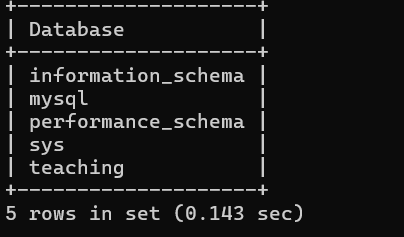 +--------------------+
| Database           |
+--------------------+
| information_schema |
| mysql              |
| performance_schema |
| sys                |
| teaching           |
+--------------------+
5 rows in set (0.143 sec)